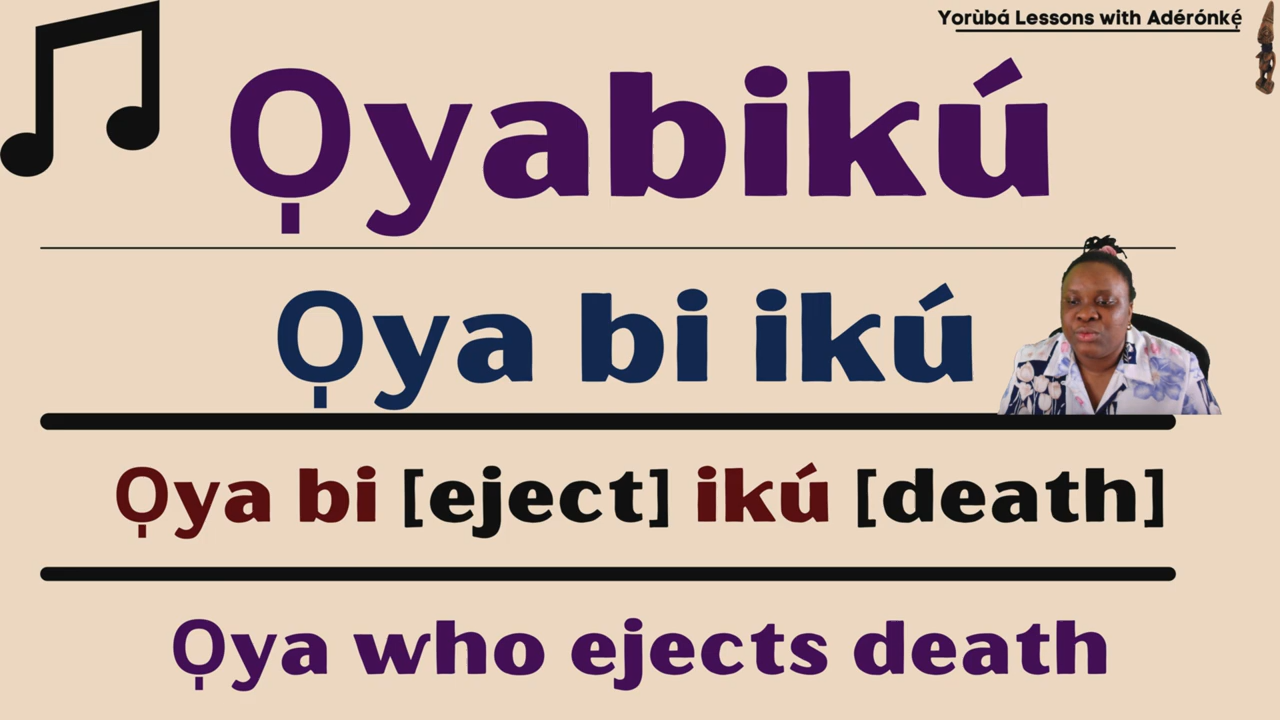 Yorùbá Lessons with Adérónkẹ́
Ọyabikú
Ọya bi ikú
Ọya bi [eject] ikú [death]
Ọya who ejects death